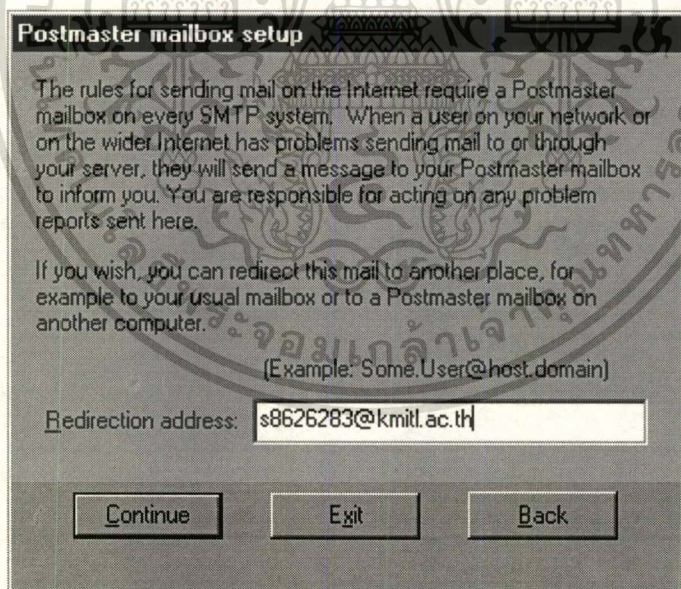 Postmaster mailbox setup
The rules for sending mail on the Internet require a Postmaster
mailbox on every SMTP system. When a user on your network or
on the wider Internet has problems sending mail to or through
your server, they will send a message to your Postmaster mailbox
to inform you. You are responsible for acting on any problem
reports sent here.
If you wish, you can redirect this mail to another place, for
example to your usual mailbox or to a Postmaster mailbox on
another computer.
(Example: Some.User@host.domain)
Redirection address: s8626283@kmitl.ac.th
Continue Exit Back